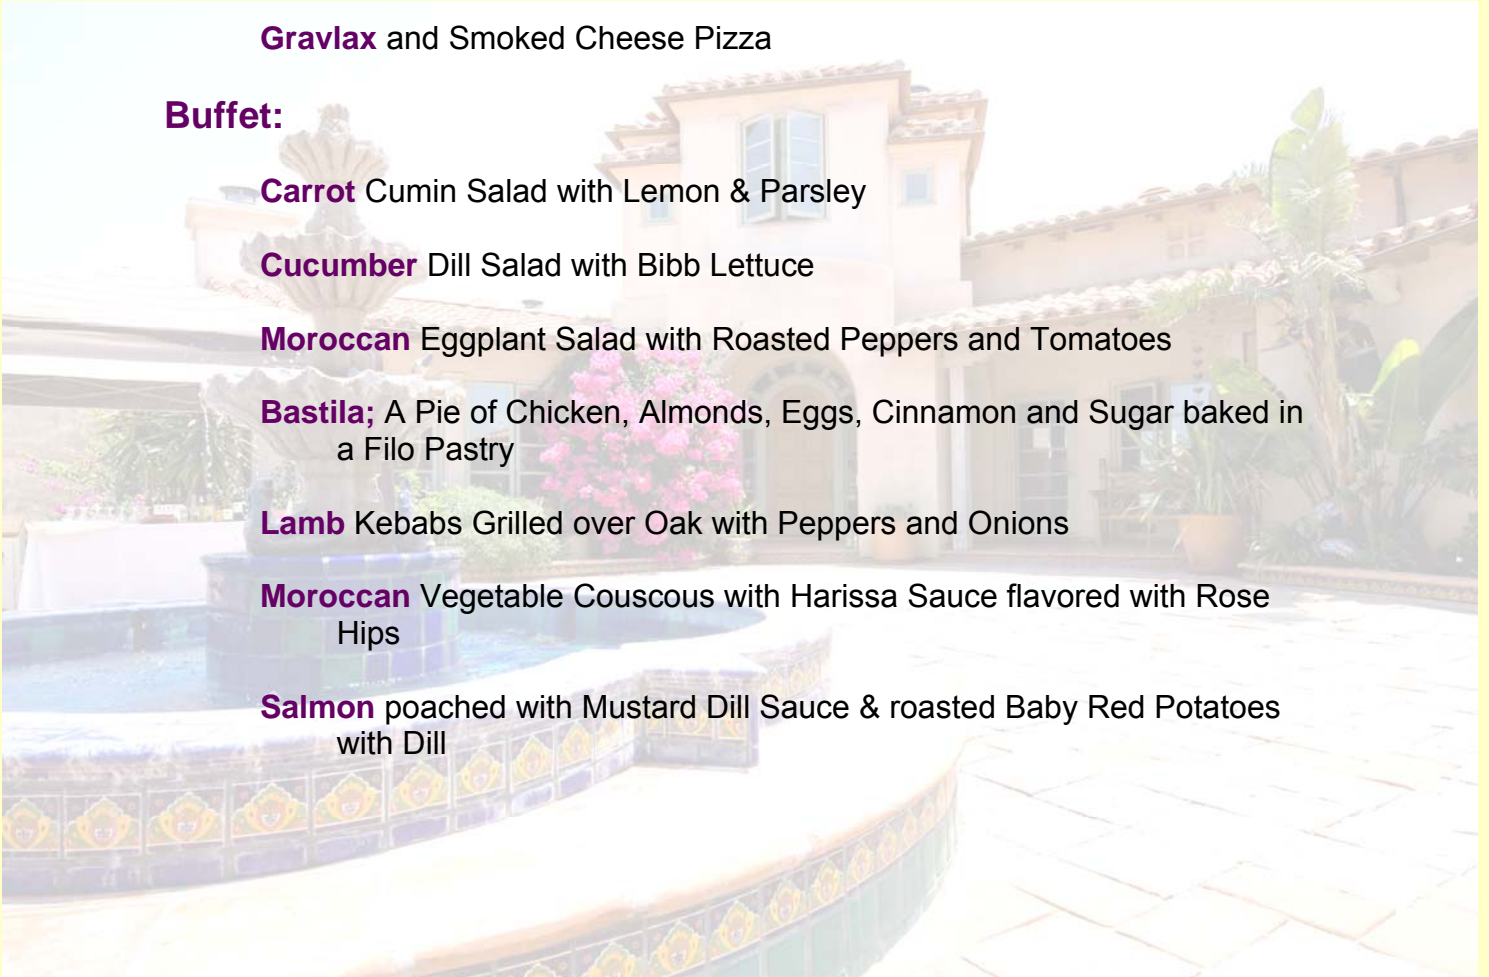 Gravlax and Smoked Cheese Pizza
Buffet:
Carrot Cumin Salad with Lemon & Parsley
Cucumber Dill Salad with Bibb Lettuce
Moroccan Eggplant Salad with Roasted Peppers and Tomatoes
Bastila; A Pie of Chicken, Almonds, Eggs, Cinnamon and Sugar baked in
a Filo Pastry
Lamb Kebabs Grilled over Oak with Peppers and Onions
Moroccan Vegetable Couscous with Harissa Sauce flavored with Rose
Hips
Salmon poached with Mustard Dill Sauce & roasted Baby Red Potatoes
with Dill